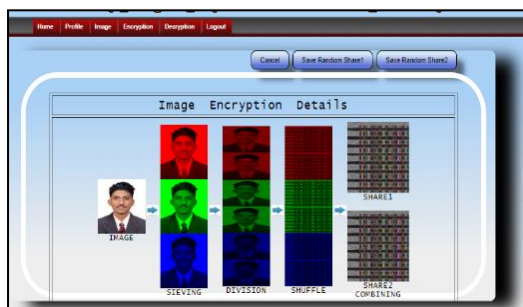 Home Profile Image Encryption Decryption Logout
Cancel Save Random Share1 Save Random Share2
Image Encryption Details
SHARE1
IMAGE
SIEVING DIVISION SHUFFLE SHARE2
COMBINING